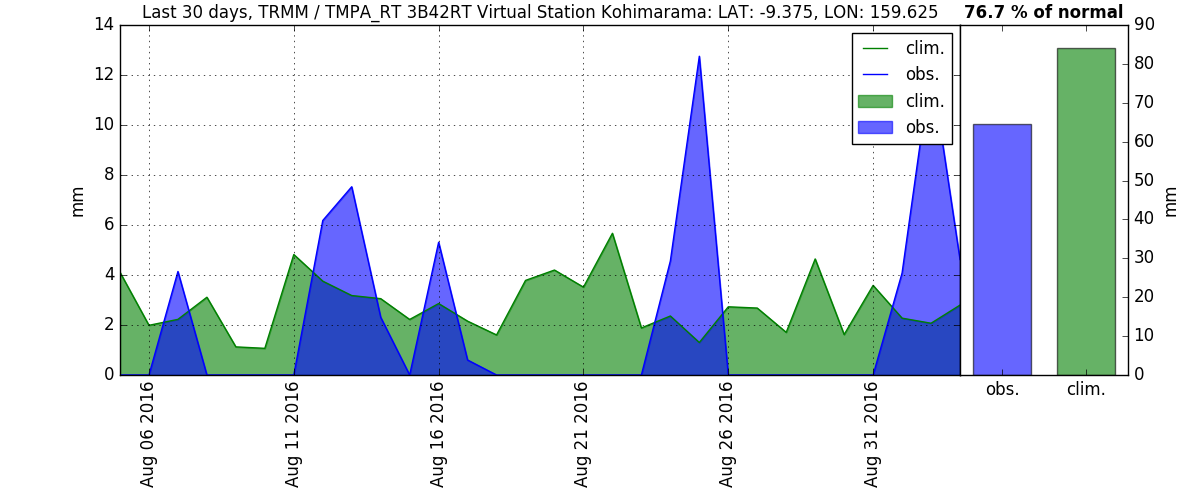 Last 30 days, TRMM / TMPA_RT 3B42RT Virtual Station Kohimarama: LAT: -9.375, LON: 159.625
76.7 % of normal
14
12
10
8
6
4
2
0
mm
clim.
obs.
clim.
obs.
Aug 06 2016
Aug 11 2016
Aug 16 2016
Aug 21 2016
Aug 26 2016
Aug 31 2016
90
80
70
60
50
40
30
20
10
0
mm
obs.
clim.